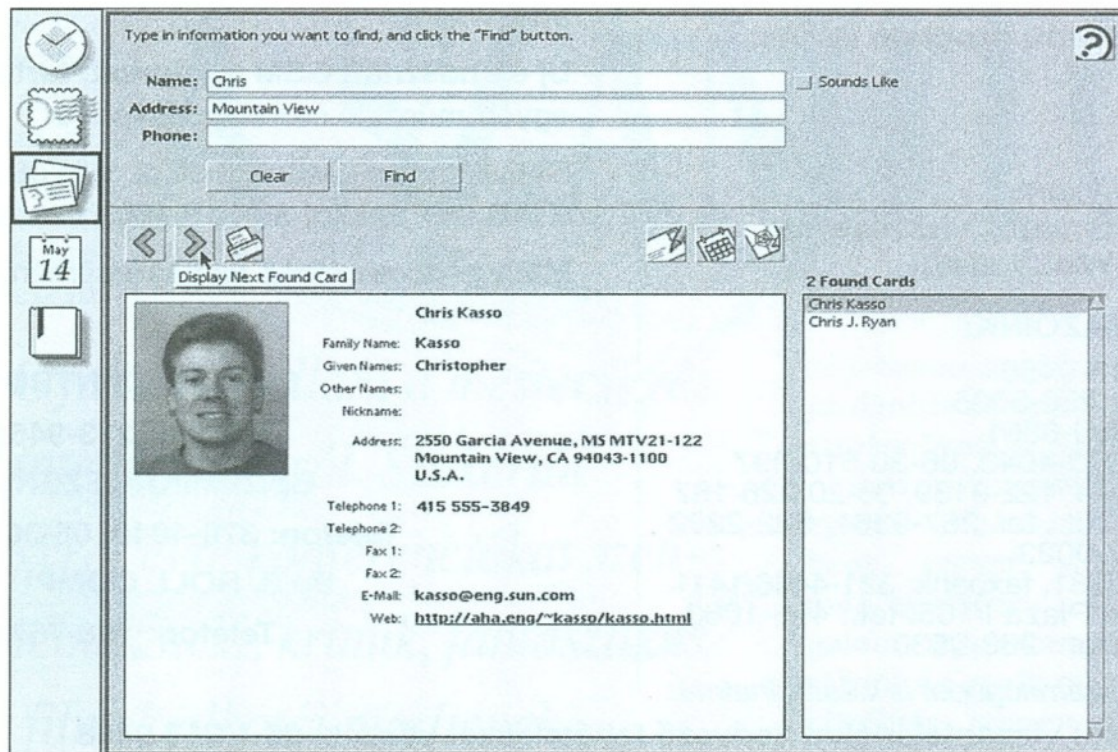 Type in information you want to find, and click the "Find" button.
Name: Chris
Sounds Like
Address: Mountain View
Phone:
Clear
Find
May
14
Display Next Found Card
2 Found Cards
Chris Kasso
Chris J. Ryan
Chris Kasso
Family Name: Kasso
Given Names: Christopher
Other Names:
Nickname:
Address: 2550 Garcia Avenue, MS MTV21-122
Mountain View, CA 94043-1100
U.S.A.
Telephone 1: 415 555-3849
Telephone 2:
Fax 1:
Fax 2:
E-Mail: kasso@eng.sun.com
Web: http://aha.eng/~kasso/kasso.html